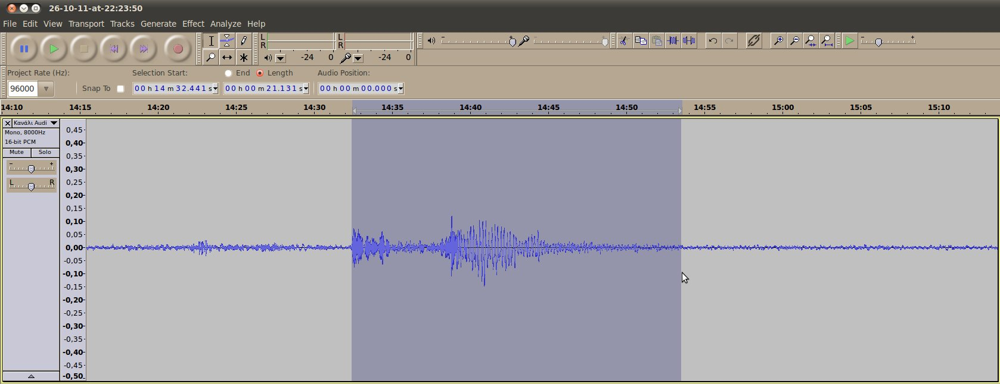 26-10-11-at-22:23:50
File Edit View Transport Tracks Generate Effect Analyze Help
L L
R R
-24 0 -24 0
Project Rate (Hz): Selection Start: End Length Audio Position:
96000 Snap To 00 h 14 m 32.441 s 00 h 00 m 21.131 s 00 h 00 m 00.000 s
14:10 14:15 14:20 14:25 14:30 14:35 14:40 14:45 14:50 14:55 15:00 15:05 15:10
Κανάλι Audi
Mono, 8000Hz
16-bit PCM
Mute Solo
- +
L R
0,45
0,40
0,35
0,30
0,25
0,20
0,15
0,10
0,05
0,00
-0,05
-0,10
-0,15
-0,20
-0,25
-0,30
-0,35
-0,40
-0,45
-0,50